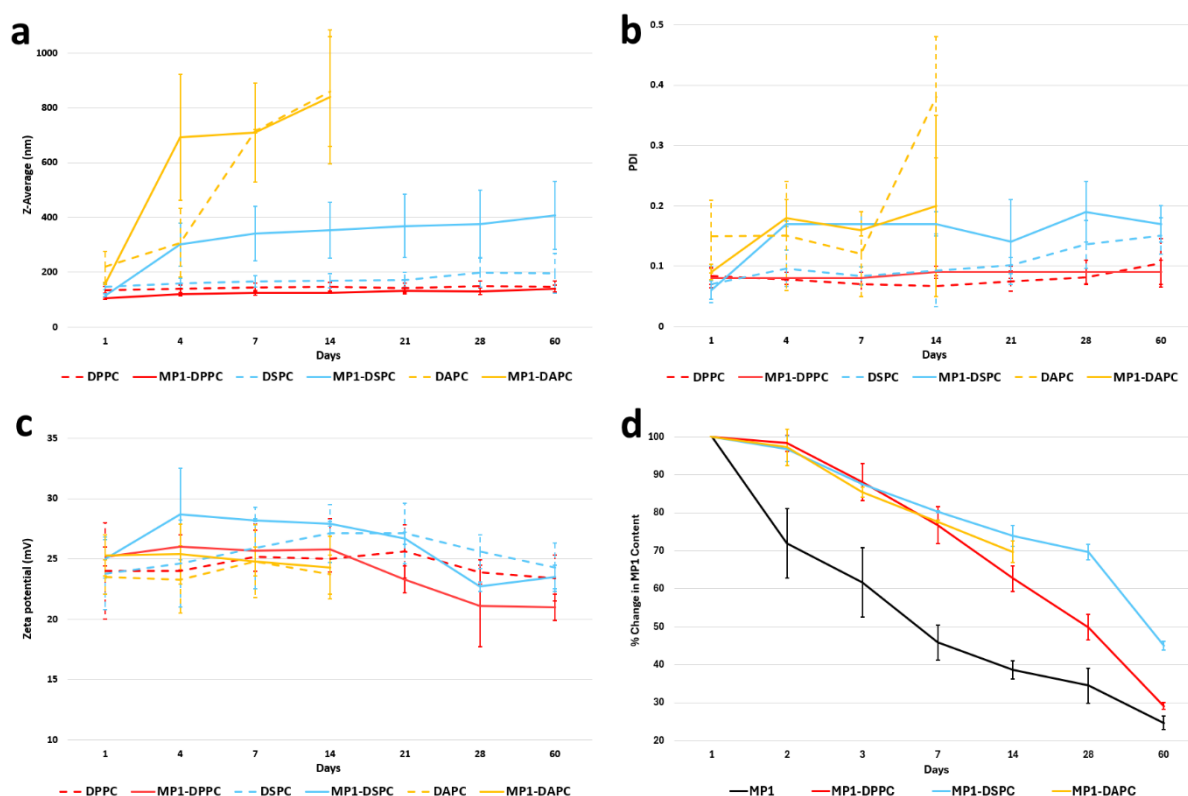 a
Z-Average (nm)
1000
800
600
400
200
0
1 4 7 14 21 28 60
Days
DPPC MP1-DPPC DSPC MP1-DSPC DAPC MP1-DAPC
b
PDI
0.5
0.4
0.3
0.2
0.1
0
1 4 7 14 21 28 60
Days
DPPC MP1-DPPC DSPC MP1-DSPC DAPC MP1-DAPC
c
Zeta potential (mV)
35
30
25
20
15
10
1 4 7 14 21 28 60
Days
DPPC MP1-DPPC DSPC MP1-DSPC DAPC MP1-DAPC
d
% Change in MP1 Content
100
90
80
70
60
50
40
30
20
1 2 3 7 14 28 60
Days
MP1 MP1-DPPC MP1-DSPC MP1-DAPC